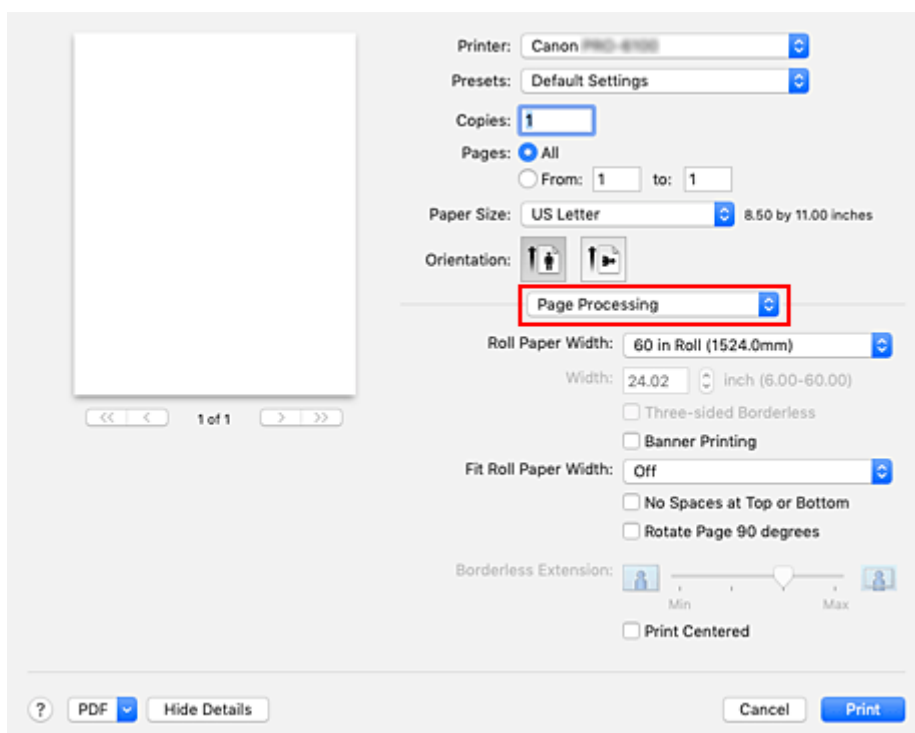 Printer: Canon
Presets: Default Settings
Copies: 1
Pages: All
From: 1 to: 1
Paper Size: US Letter 8.50 by 11.00 inches
Orientation:
Page Processing
Roll Paper Width: 60 in Roll (1524.0mm)
Width: 24.02 inch (6.00-60.00)
Three-sided Borderless
<< < 1 of 1 > >>
Banner Printing
Fit Roll Paper Width: Off
No Spaces at Top or Bottom
Rotate Page 90 degrees
Borderless Extension:
Min Max
Print Centered
? PDF Hide Details Cancel Print